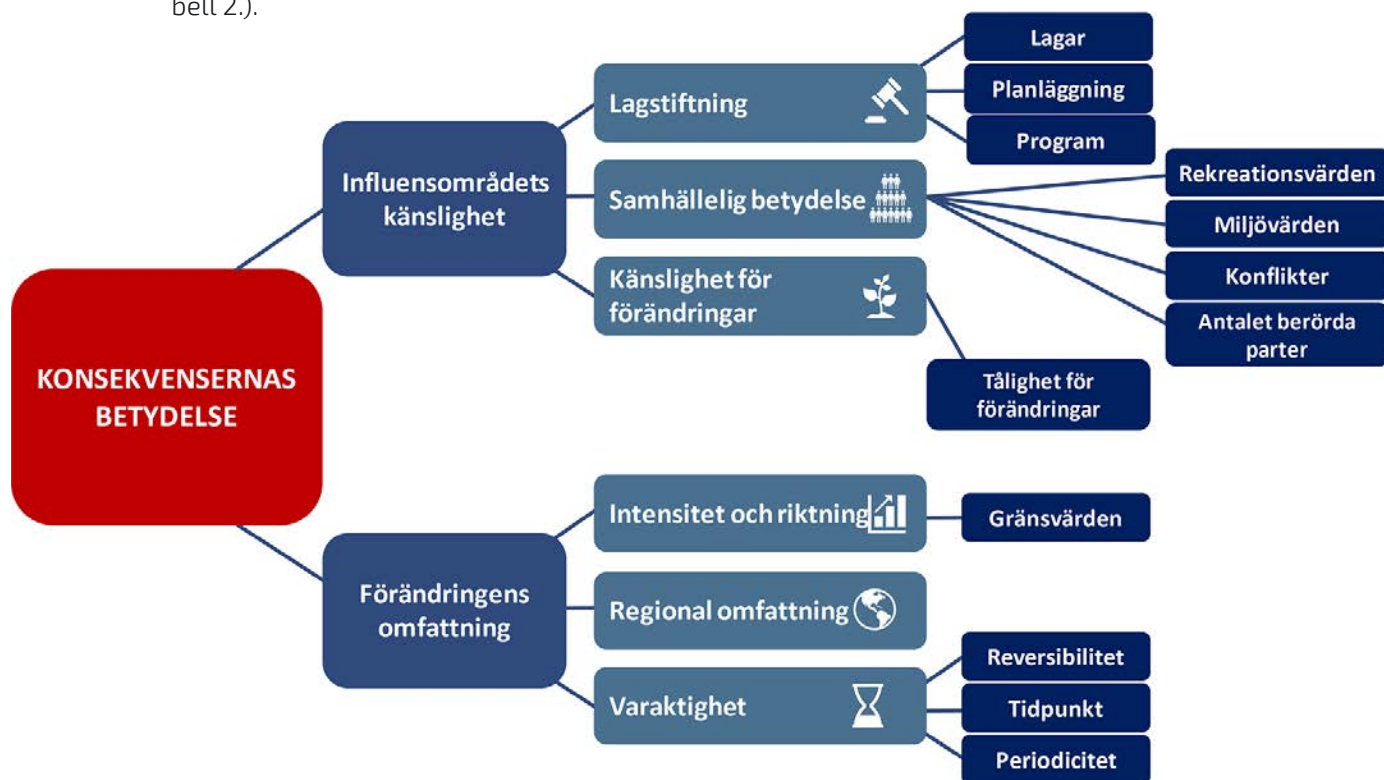 bell 2.).
KONSEKVENSERNAS
BETYDELSE
Influensområdets
känslighet
Lagstiftning
Lagar
Planläggning
Program
Samhällelig betydelse
Rekreationsvärden
Miljövärden
Konflikter
Antalet berörda
parter
Känslighet för
förändringar
Tålighet för
förändringar
Förändringens
omfattning
Intensitet och riktning
Gränsvärden
Regional omfattning
Varaktighet
Reversibilitet
Tidpunkt
Periodicitet